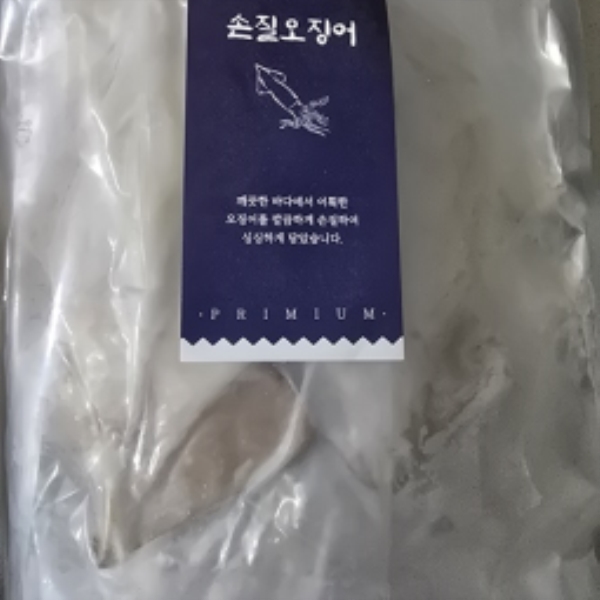 손질오징어
깨끗한 바다에서 어획한
오징어를 깔끔하게 손질하여
싱싱하게 담았습니다.
· P R I M I U M ·